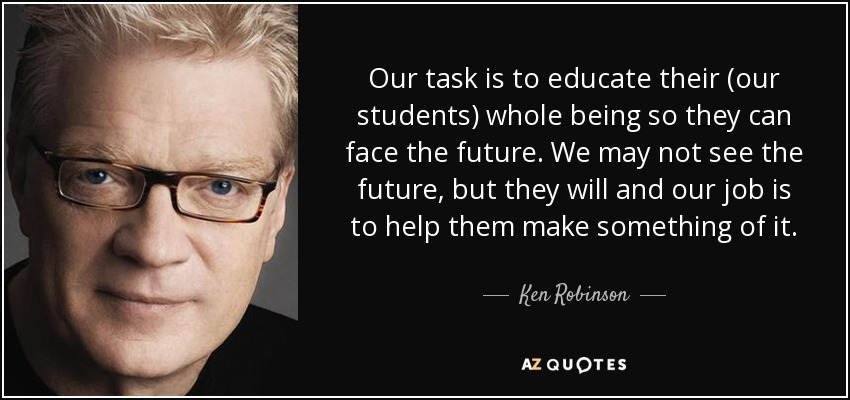 Our task is to educate their (our
students) whole being so they can
face the future. We may not see the
future, but they will and our job is
to help them make something of it.
Ken Robinson
AZ QUOTES